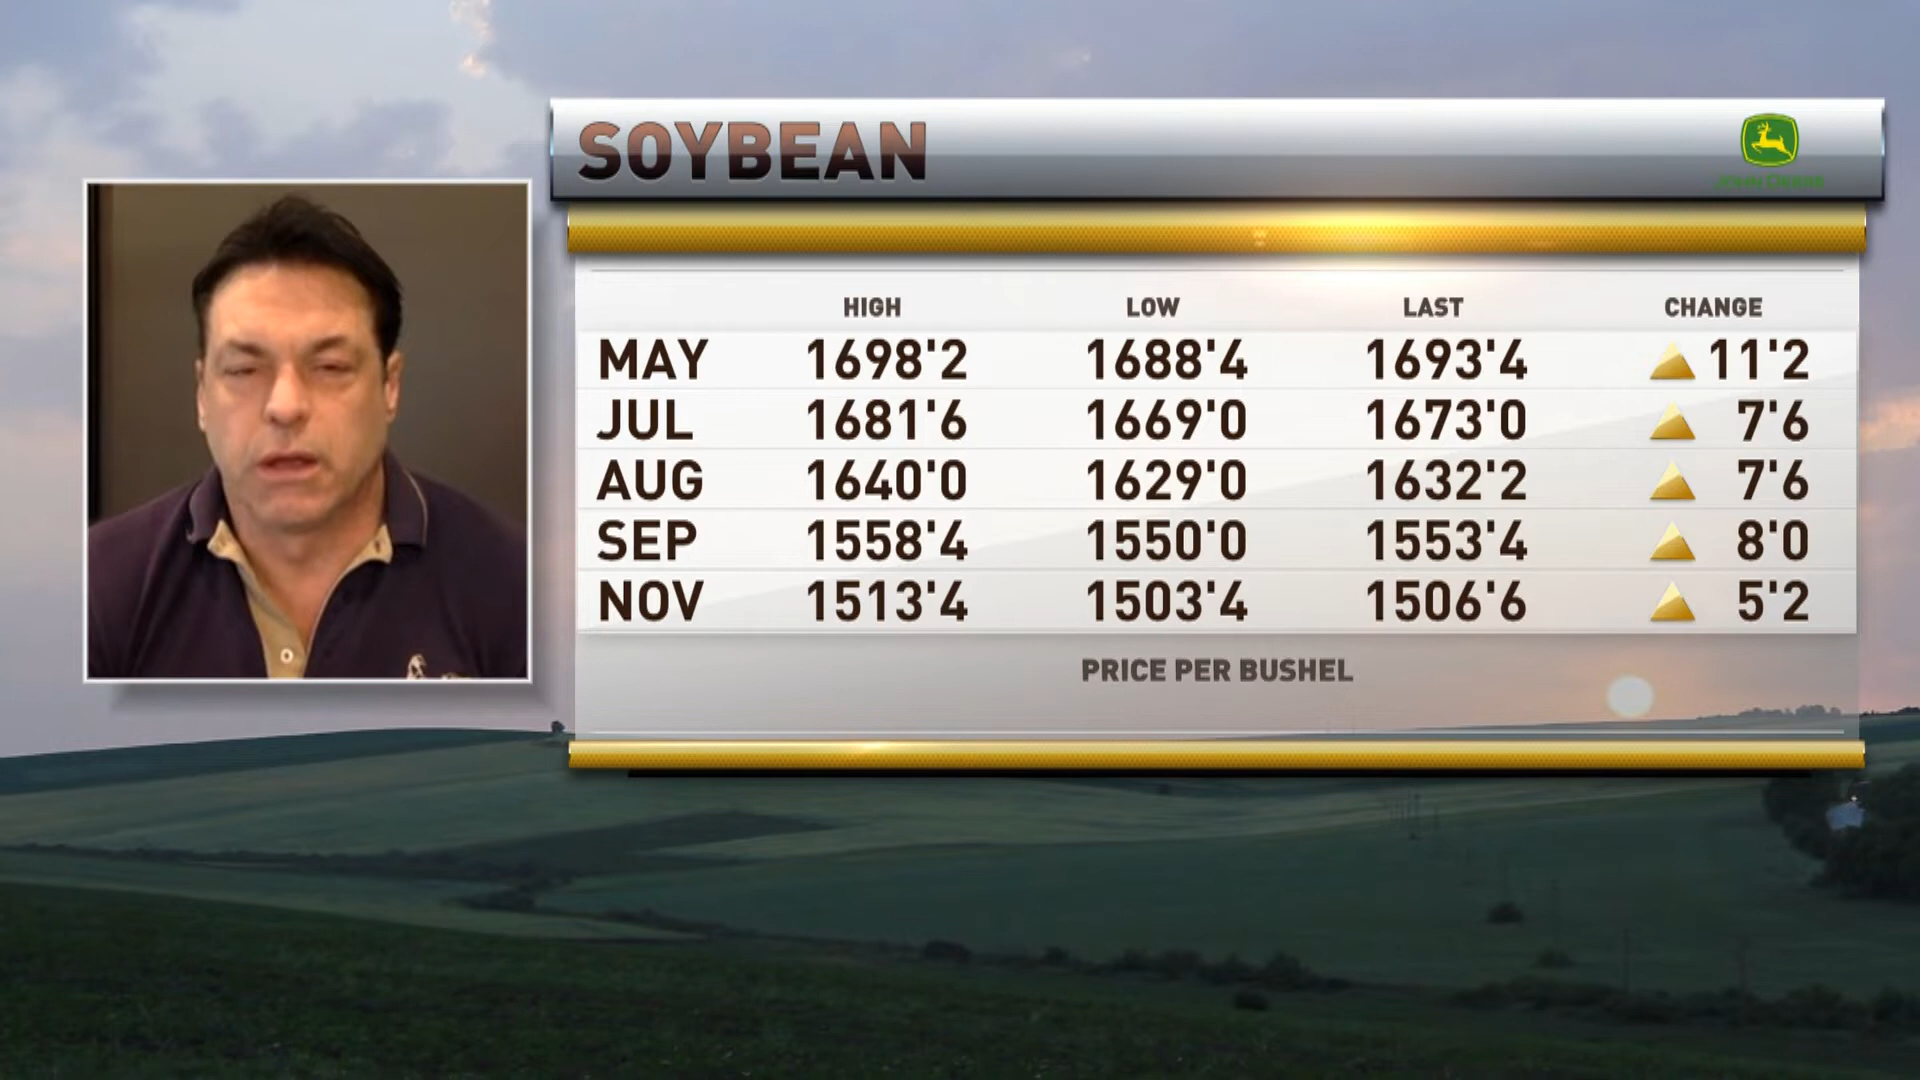 SOYBEAN
JOHN DEERE
HIGH LOW LAST CHANGE
MAY 1698'2 1688'4 1693'4 11'2
JUL 1681'6 1669'0 1673'0 7'6
AUG 1640'0 1629'0 1632'2 7'6
SEP 1558'4 1550'0 1553'4 8'0
NOV 1513'4 1503'4 1506'6 5'2
PRICE PER BUSHEL